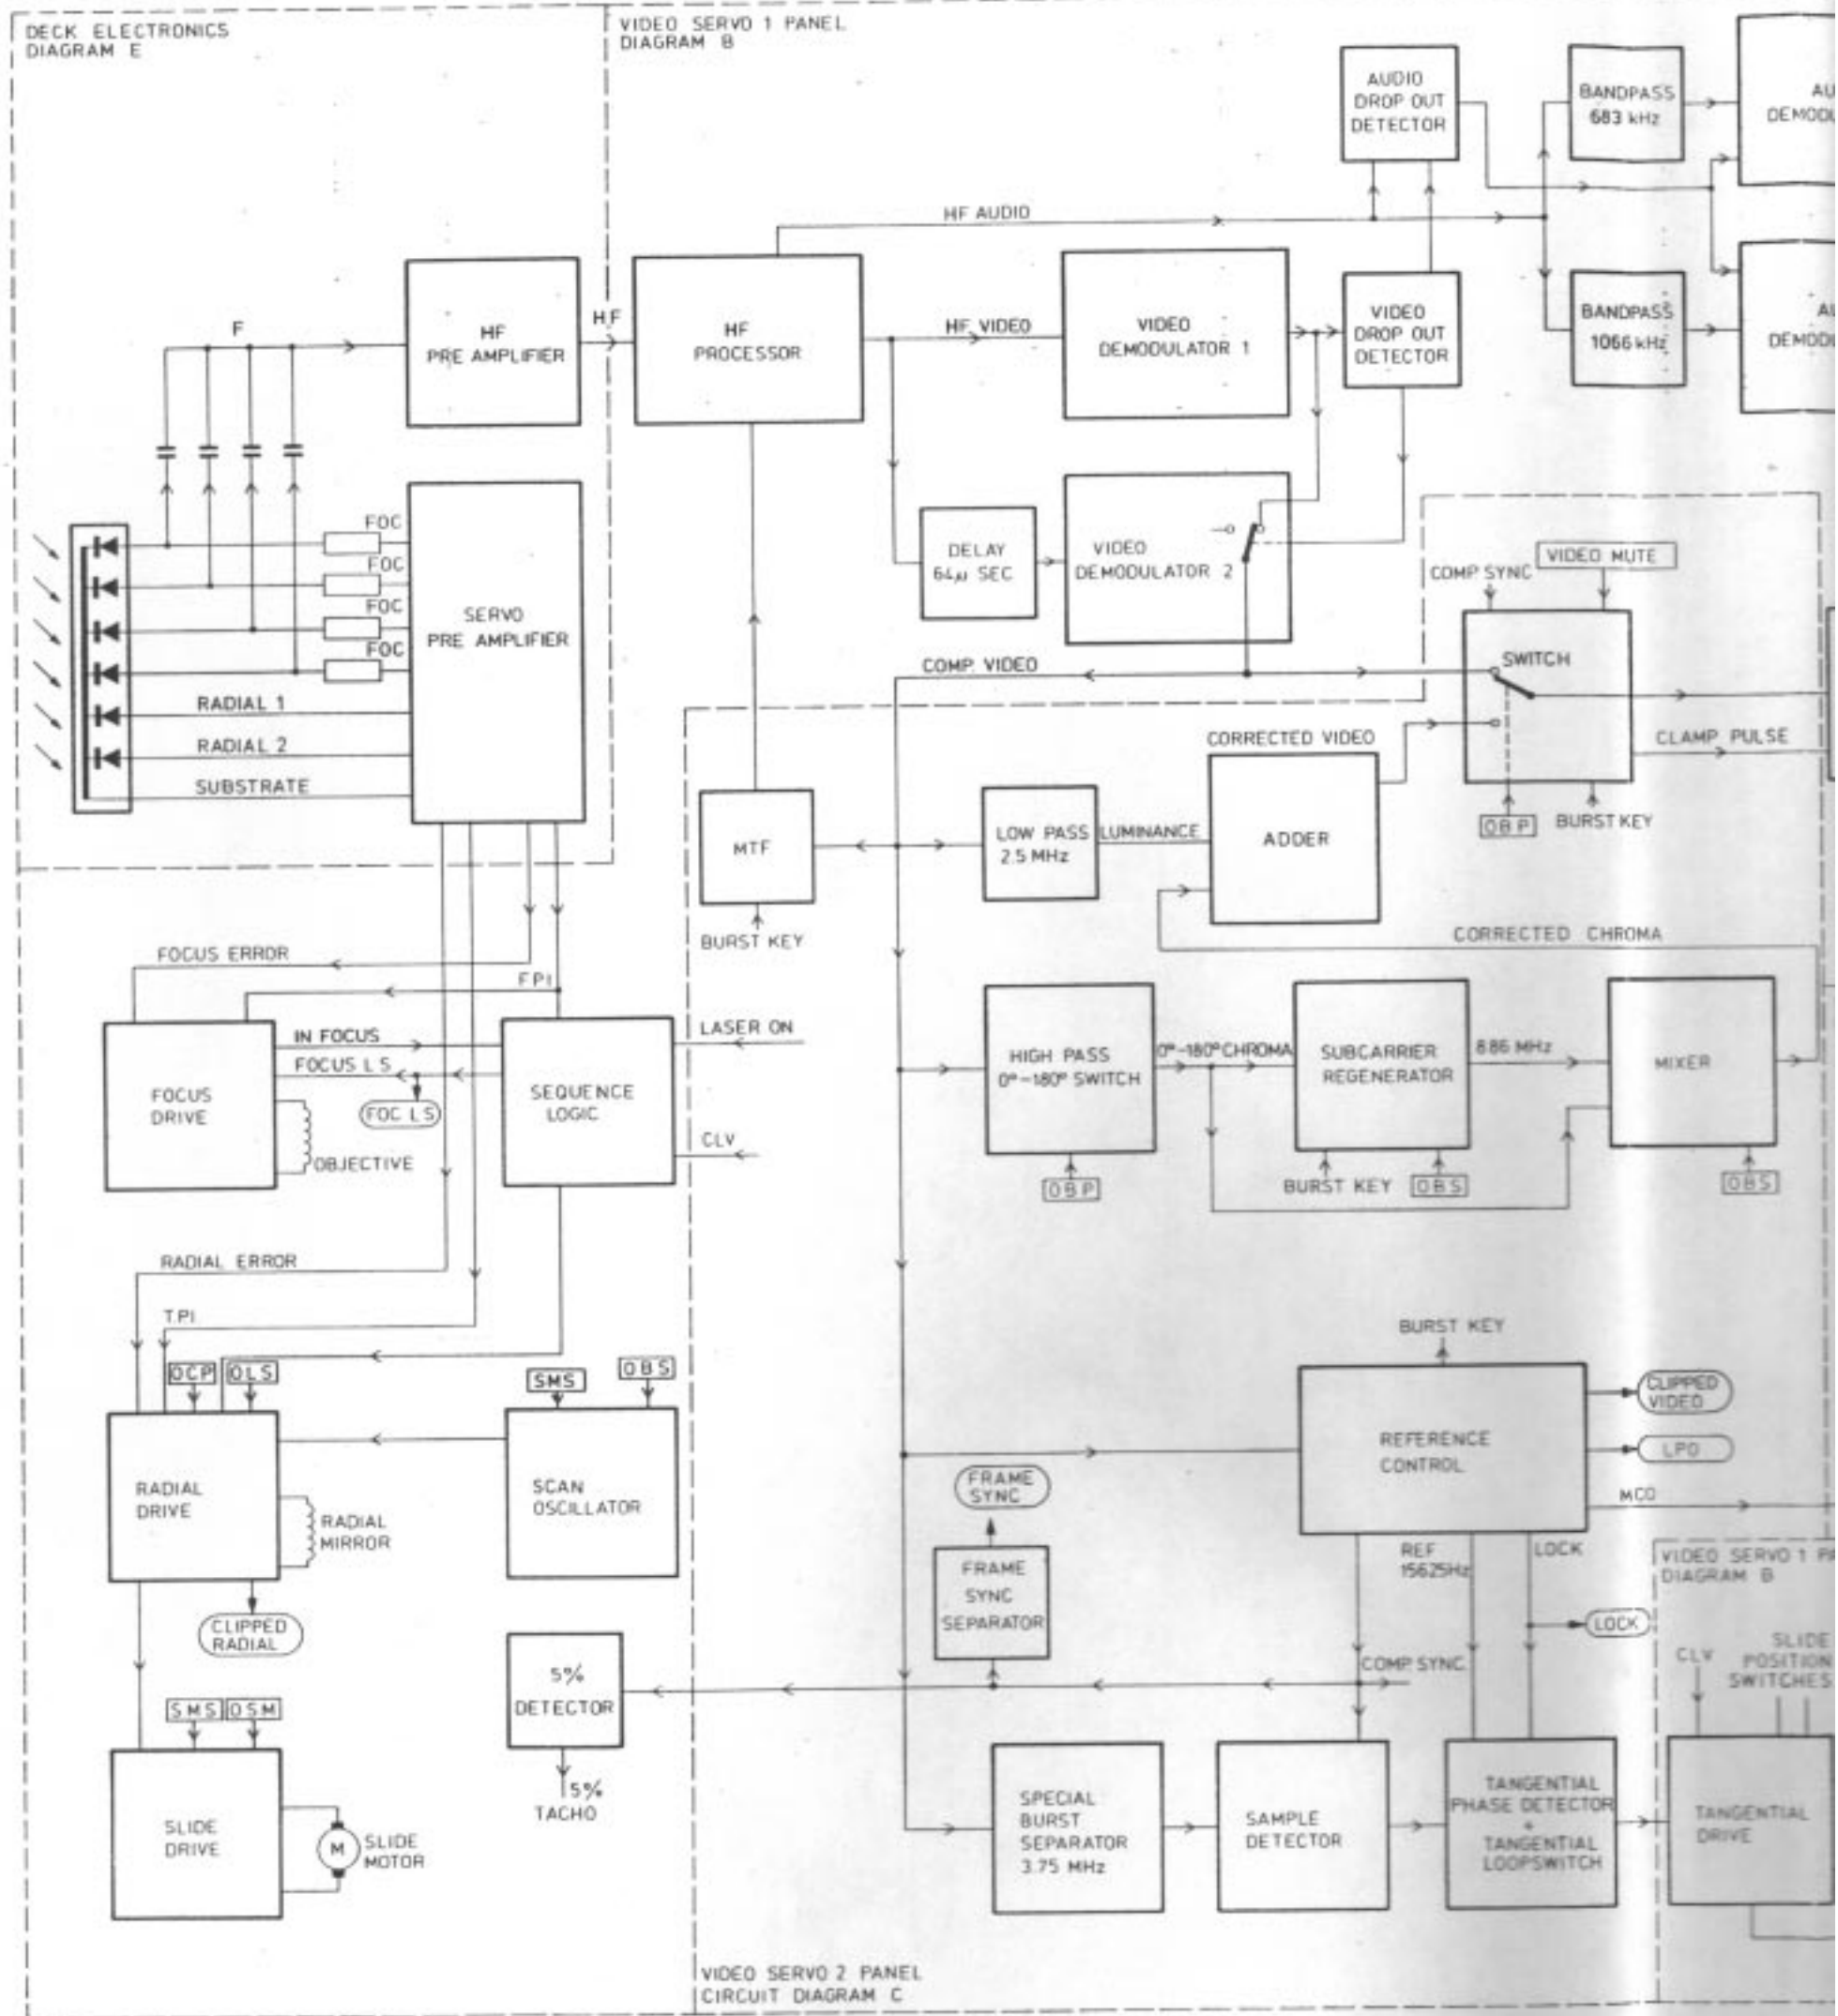 DECK ELECTRONICS
DIAGRAM E
VIDEO SERVO 1 PANEL
DIAGRAM B
AUDIO
DROP OUT
DETECTOR
BANDPASS
683 kHz
HF AUDIO
F
HF
PRE AMPLIFIER
HF
HF
PROCESSOR
HF VIDEO
VIDEO
DEMODULATOR 1
VIDEO
DROP OUT
DETECTOR
BANDPASS
1066 kHz
FOC
FOC
FOC
FOC
SERVO
PRE AMPLIFIER
RADIAL 1
RADIAL 2
SUBSTRATE
DELAY
64µ SEC
VIDEO
DEMODULATOR 2
COMP. SYNC
VIDEO MUTE
SWITCH
COMP. VIDEO
CLAMP PULSE
CORRECTED VIDEO
OBP
BURST KEY
MTF
BURST KEY
LOW PASS
2.5 MHz
LUMINANCE
ADDER
CORRECTED CHROMA
FOCUS ERROR
F.P.I
IN FOCUS
FOCUS L S
FOC L S
FOCUS
DRIVE
OBJECTIVE
SEQUENCE
LOGIC
LASER ON
CLV
HIGH PASS
0°-180° SWITCH
OBP
0°-180° CHROMA
SUBCARRIER
REGENERATOR
BURST KEY
OBS
8.86 MHz
MIXER
OBS
RADIAL ERROR
T.P.I
OCP
OLS
SMS
OBS
RADIAL
DRIVE
RADIAL
MIRROR
CLIPPED
RADIAL
SCAN
OSCILLATOR
BURST KEY
REFERENCE
CONTROL
CLIPPED
VIDEO
LPO
MCO
FRAME
SYNC
FRAME
SYNC
SEPARATOR
REF
15625Hz
LOCK
LOCK
VIDEO SERVO 1
DIAGRAM B
COMP. SYNC.
CLV
SLIDE
POSITION
SWITCHES
5%
DETECTOR
5%
TACHO
SMS
OSM
SLIDE
DRIVE
M
SLIDE
MOTOR
SPECIAL
BURST
SEPARATOR
3.75 MHz
SAMPLE
DETECTOR
TANGENTIAL
PHASE DETECTOR
+
TANGENTIAL
LOOPSWITCH
TANGENTIAL
DRIVE
VIDEO SERVO 2 PANEL
CIRCUIT DIAGRAM C